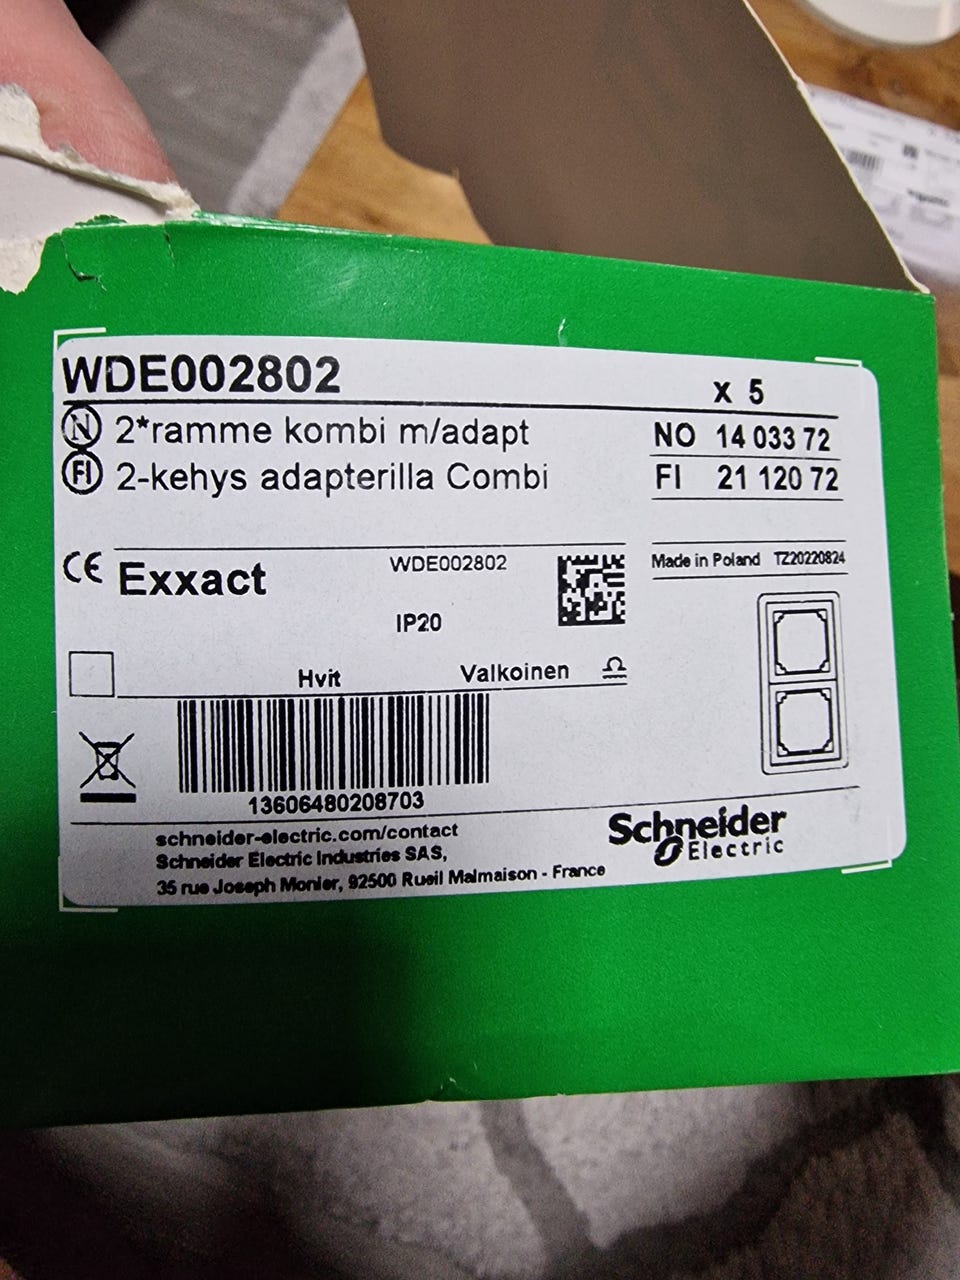 WDE002802
x 5
N 2*ramme kombi m/adapt
NO 14 033 72
FI 2-kehys adapterilla Combi
FI 21 120 72
CE Exxact
WDE002802
Made in Poland TZ20220824
IP20
Hvit Valkoinen
13606480208703
schneider-electric.com/contact
Schneider Electric Industries SAS,
35 rue Joseph Monier, 92500 Rueil Malmaison - France
Schneider
Electric